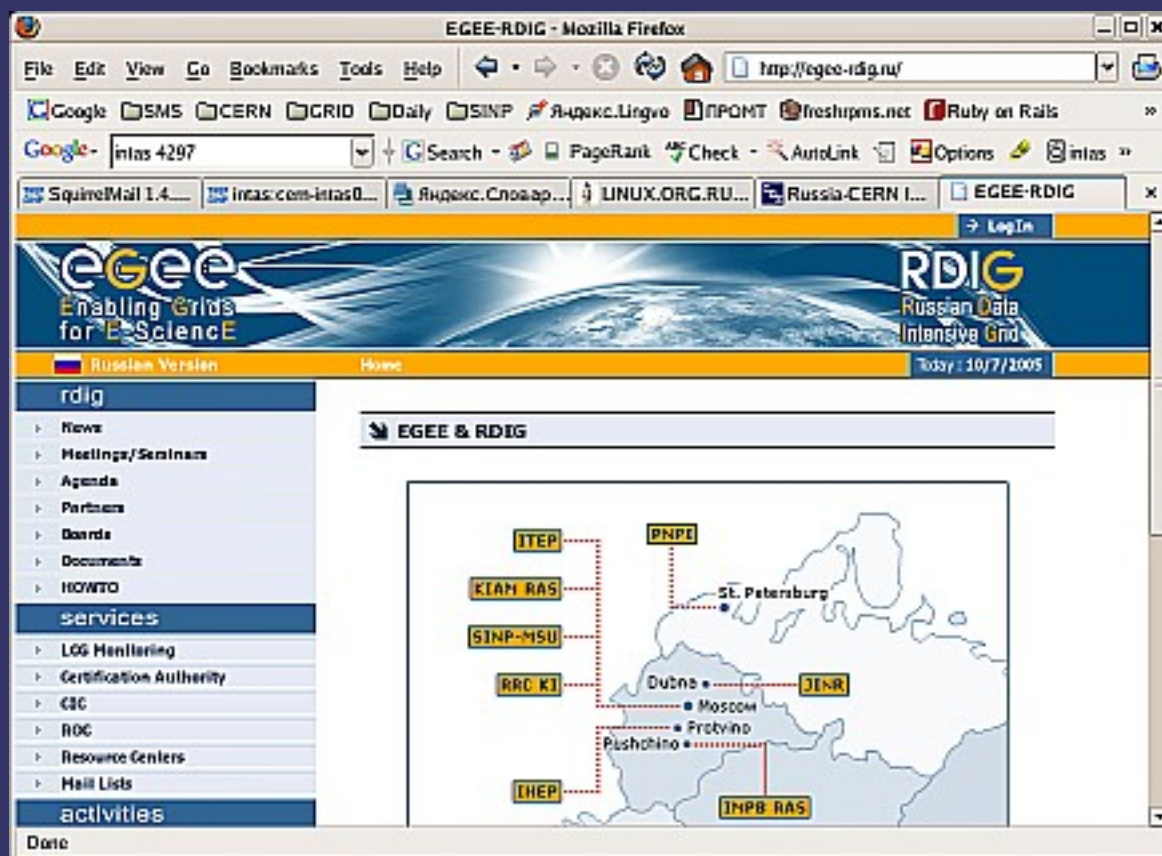 EGEE-RDIG - Mozilla Firefox
File Edit View Go Bookmarks Tools Help http://egee-rdig.ru/
Google SMS CERN GRID Daily SINP Яндекс.Lingvo ПРОМТ freshrpms.net Ruby on Rails »
Google - intas 4297 Search - PageRank Check - AutoLink Options intas »
SquirrelMail 1.4.... intas:cern-intas0... Яндекс.Словар... LINUX.ORG.RU... Russia-CERN I... EGEE-RDIG
LogIn
eGee RDIG
Enabling Grids Russian Data
for E-SciencE Intensive Grid
Russian Version Home Today : 10/7/2005
rdig
News
Meetings/Seminars
Agenda
Partners
Boards
Documents
HOWTO
services
LCG Monitoring
Certification Authority
CIC
ROC
Resource Centers
Mail Lists
activities
EGEE & RDIG
ITEP
PNPI
KIAM RAS
St. Petersburg
SINP-MSU
RRC KI
Dubna
JINR
Moscow
Protvino
Pushchino
IHEP
IMPB RAS
Done